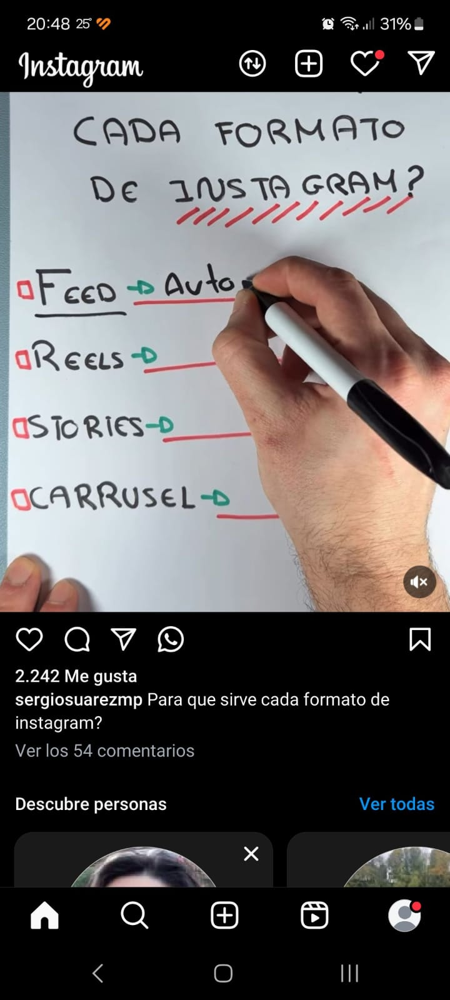 20:48 25°
31%
Instagram
CADA FORMATO
DE INSTAGRAM?
FEED Auto
REELS
STORIES
CARRUSEL
2.242 Me gusta
sergiosuarezmp Para que sirve cada formato de
instagram?
Ver los 54 comentarios
Descubre personas Ver todas